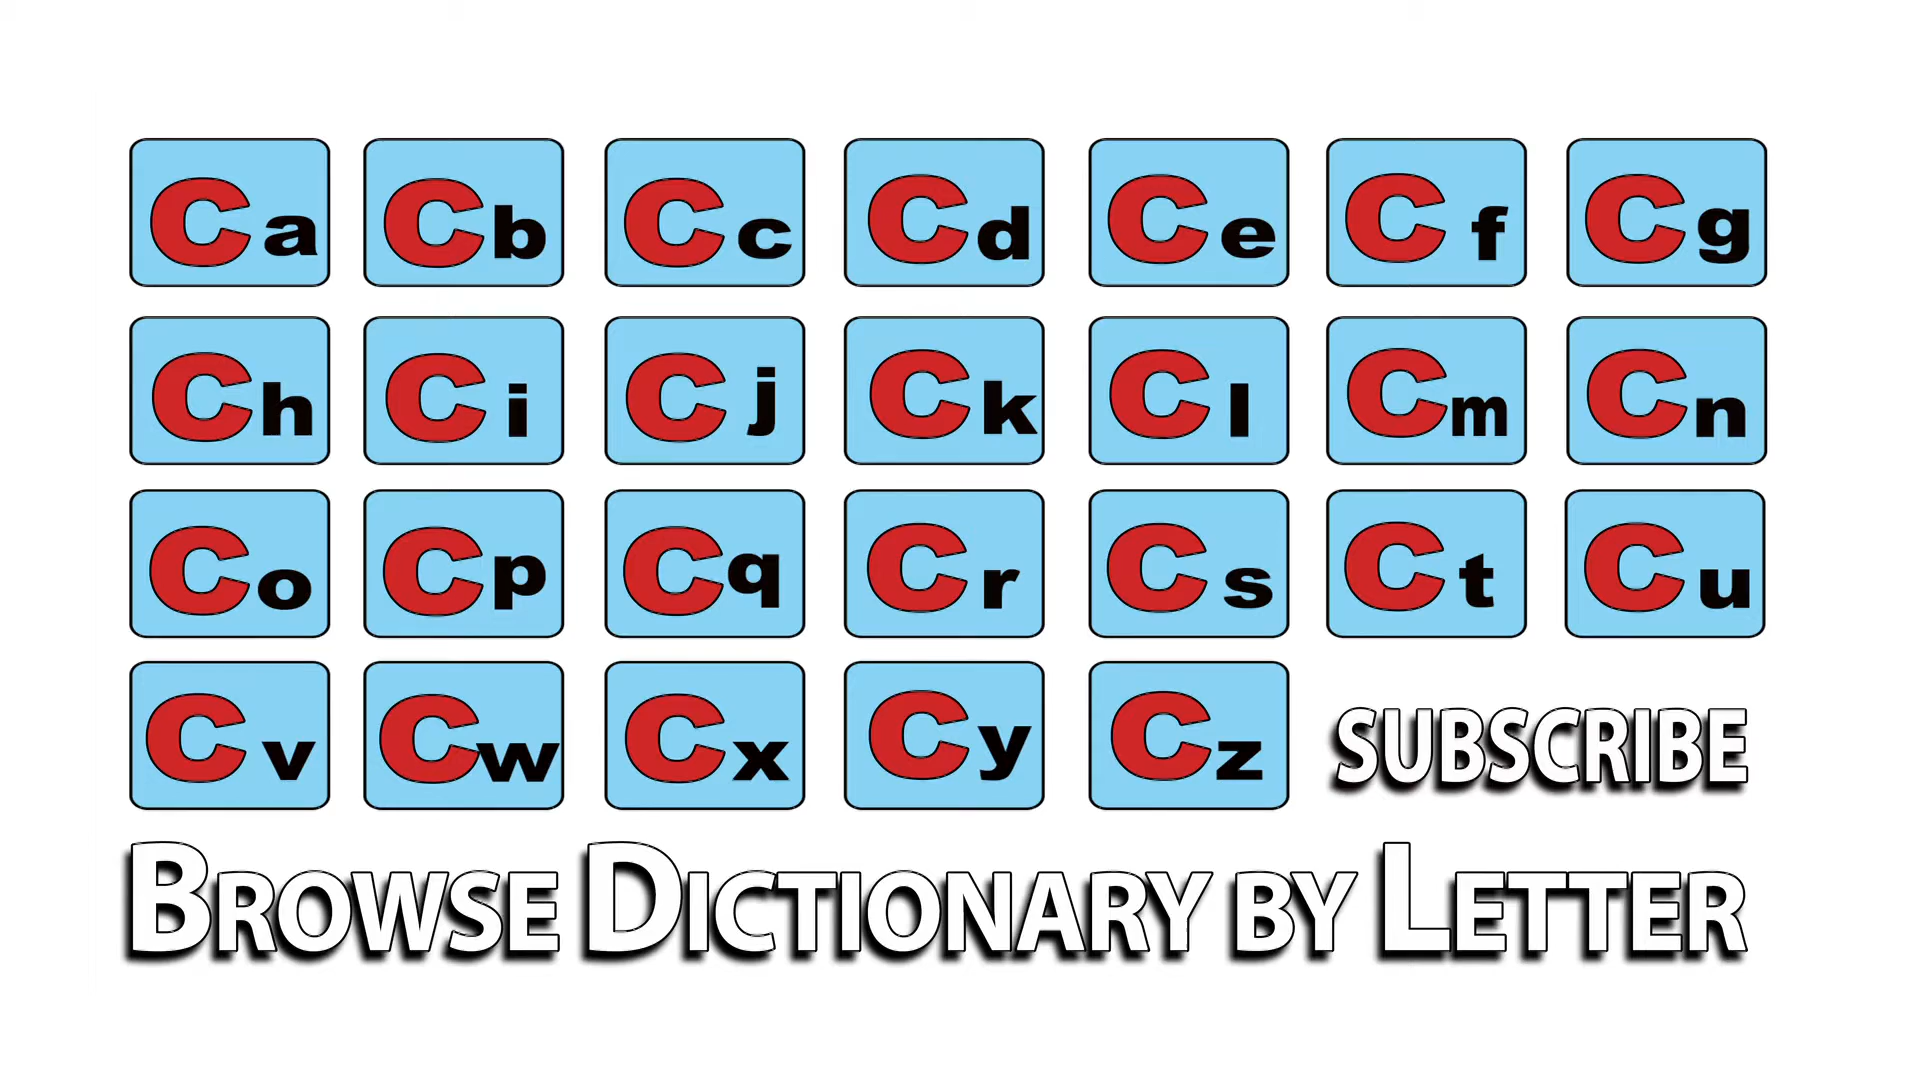 Ca Cb Cc Cd Ce Cf Cg
Ch Ci Cj Ck Cl Cm Cn
Co Cp Cq Cr Cs Ct Cu
Cv Cw Cx Cy Cz SUBSCRIBE
BROWSE DICTIONARY BY LETTER